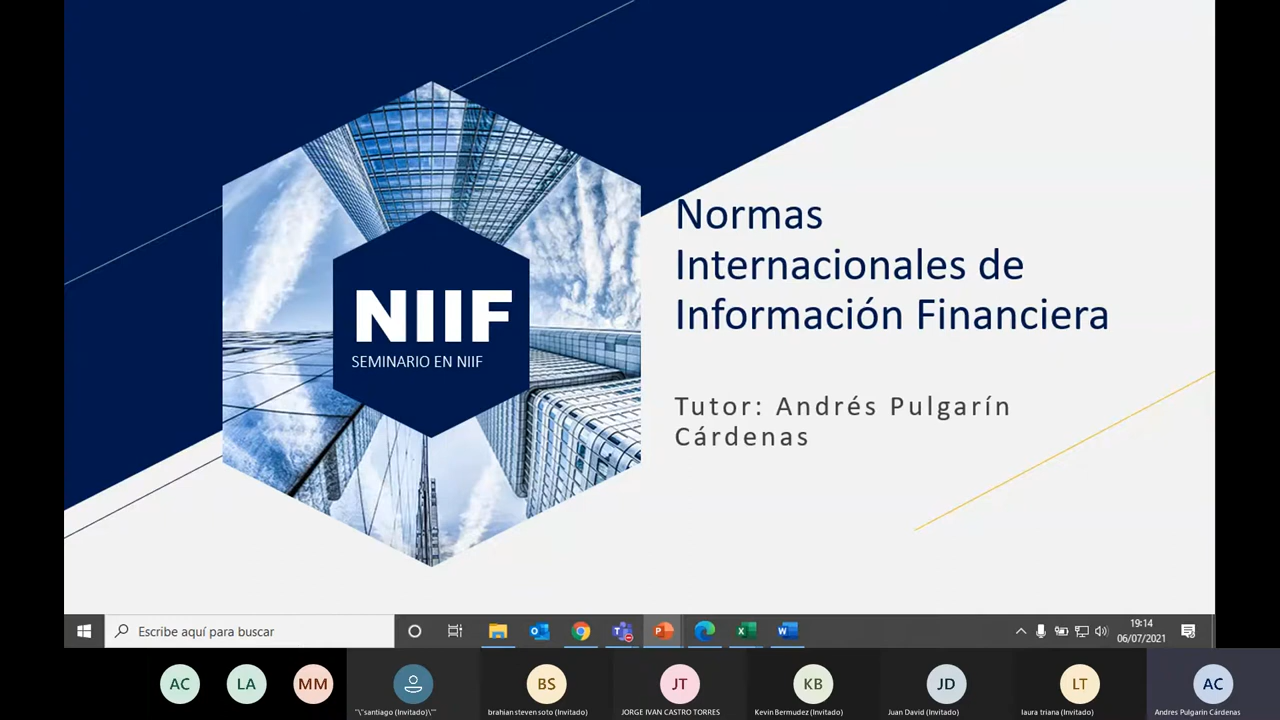 NIIF
SEMINARIO EN NIIF
Normas
Internacionales de
Información Financiera
Tutor: Andrés Pulgarín
Cárdenas
Escribe aquí para buscar
19:14
06/07/2021
AC
LA
MM
BS
JT
KB
JD
LT
AC
"\"santiago (Invitado)\""
brahian steven soto (Invitado)
JORGE IVAN CASTRO TORRES
Kevin Bermudez (Invitado)
Juan David (Invitado)
laura triana (Invitado)
Andres Pulgarin Cárdenas